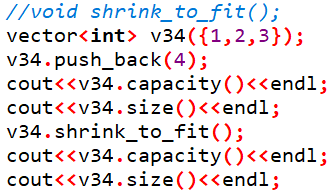 //void shrink_to_fit();
vector<int> v34({1,2,3});
v34.push_back(4);
cout<<v34.capacity()<<endl;
cout<<v34.size()<<endl;
v34.shrink_to_fit();
cout<<v34.capacity()<<endl;
cout<<v34.size()<<endl;